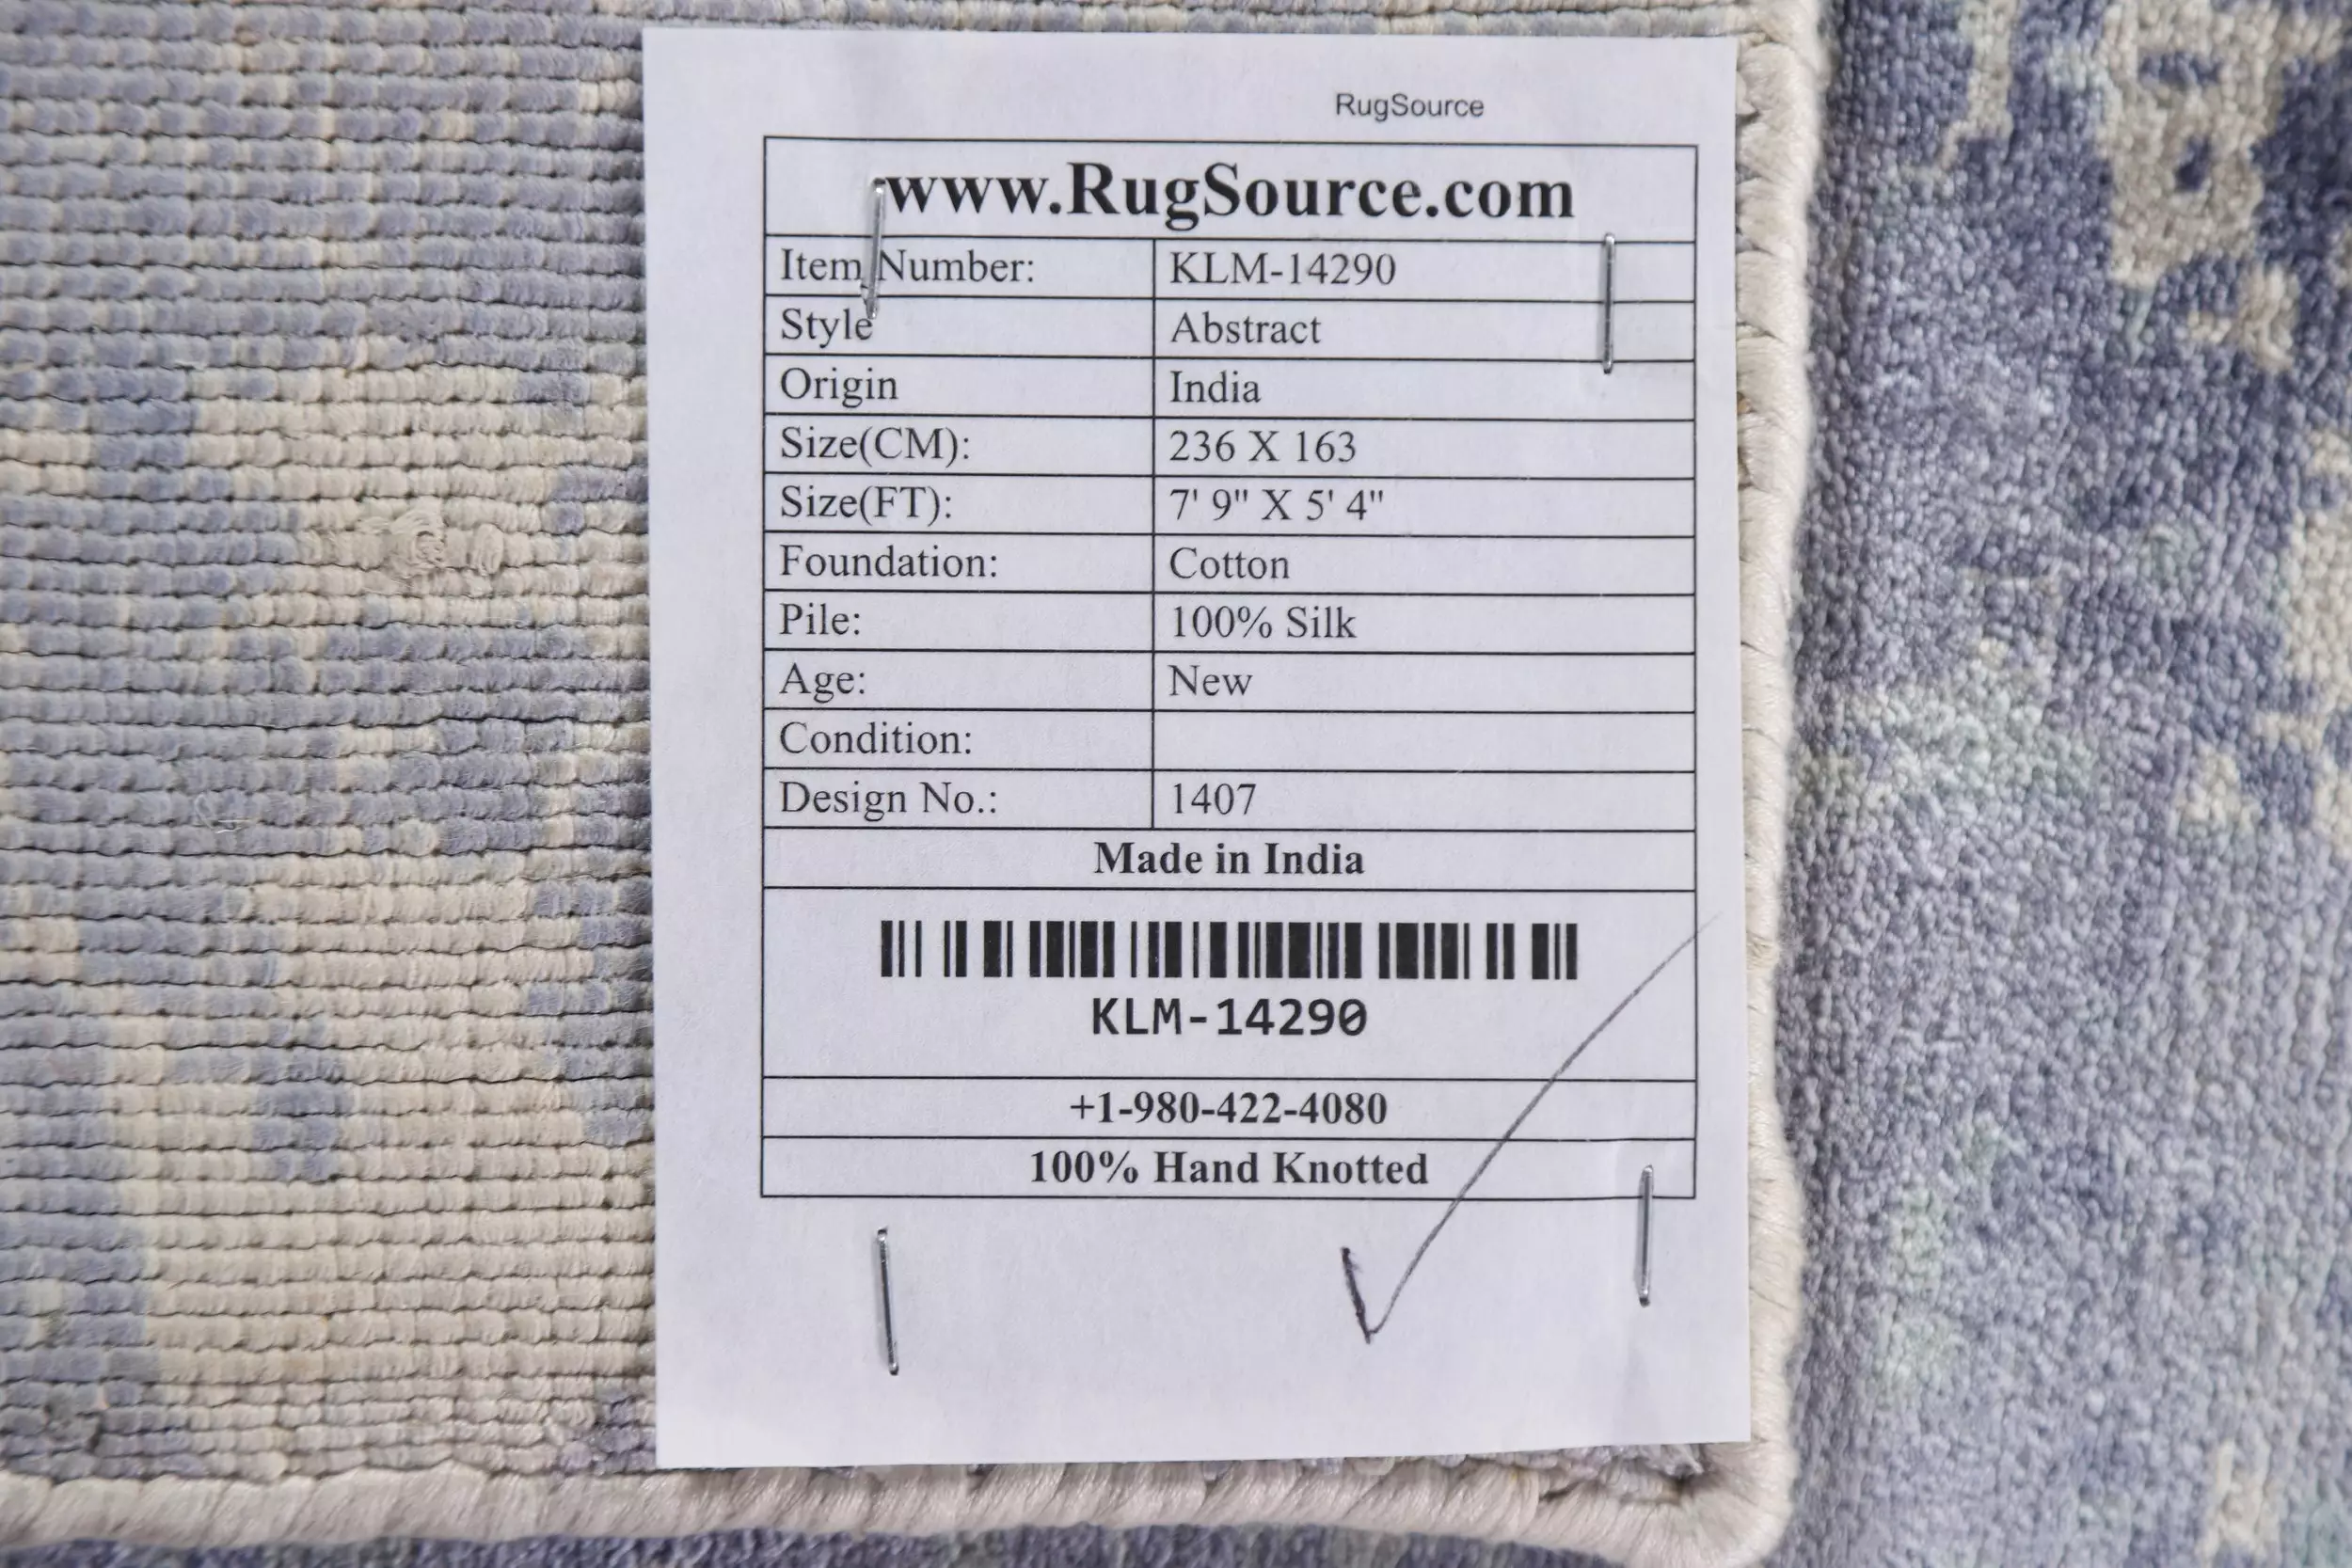 RugSource
www.RugSource.com
Item Number: KLM-14290
Style Abstract
Origin India
Size(CM): 236 X 163
Size(FT): 7' 9" X 5' 4"
Foundation: Cotton
Pile: 100% Silk
Age: New
Condition:
Design No.: 1407
Made in India
KLM-14290
+1-980-422-4080
100% Hand Knotted